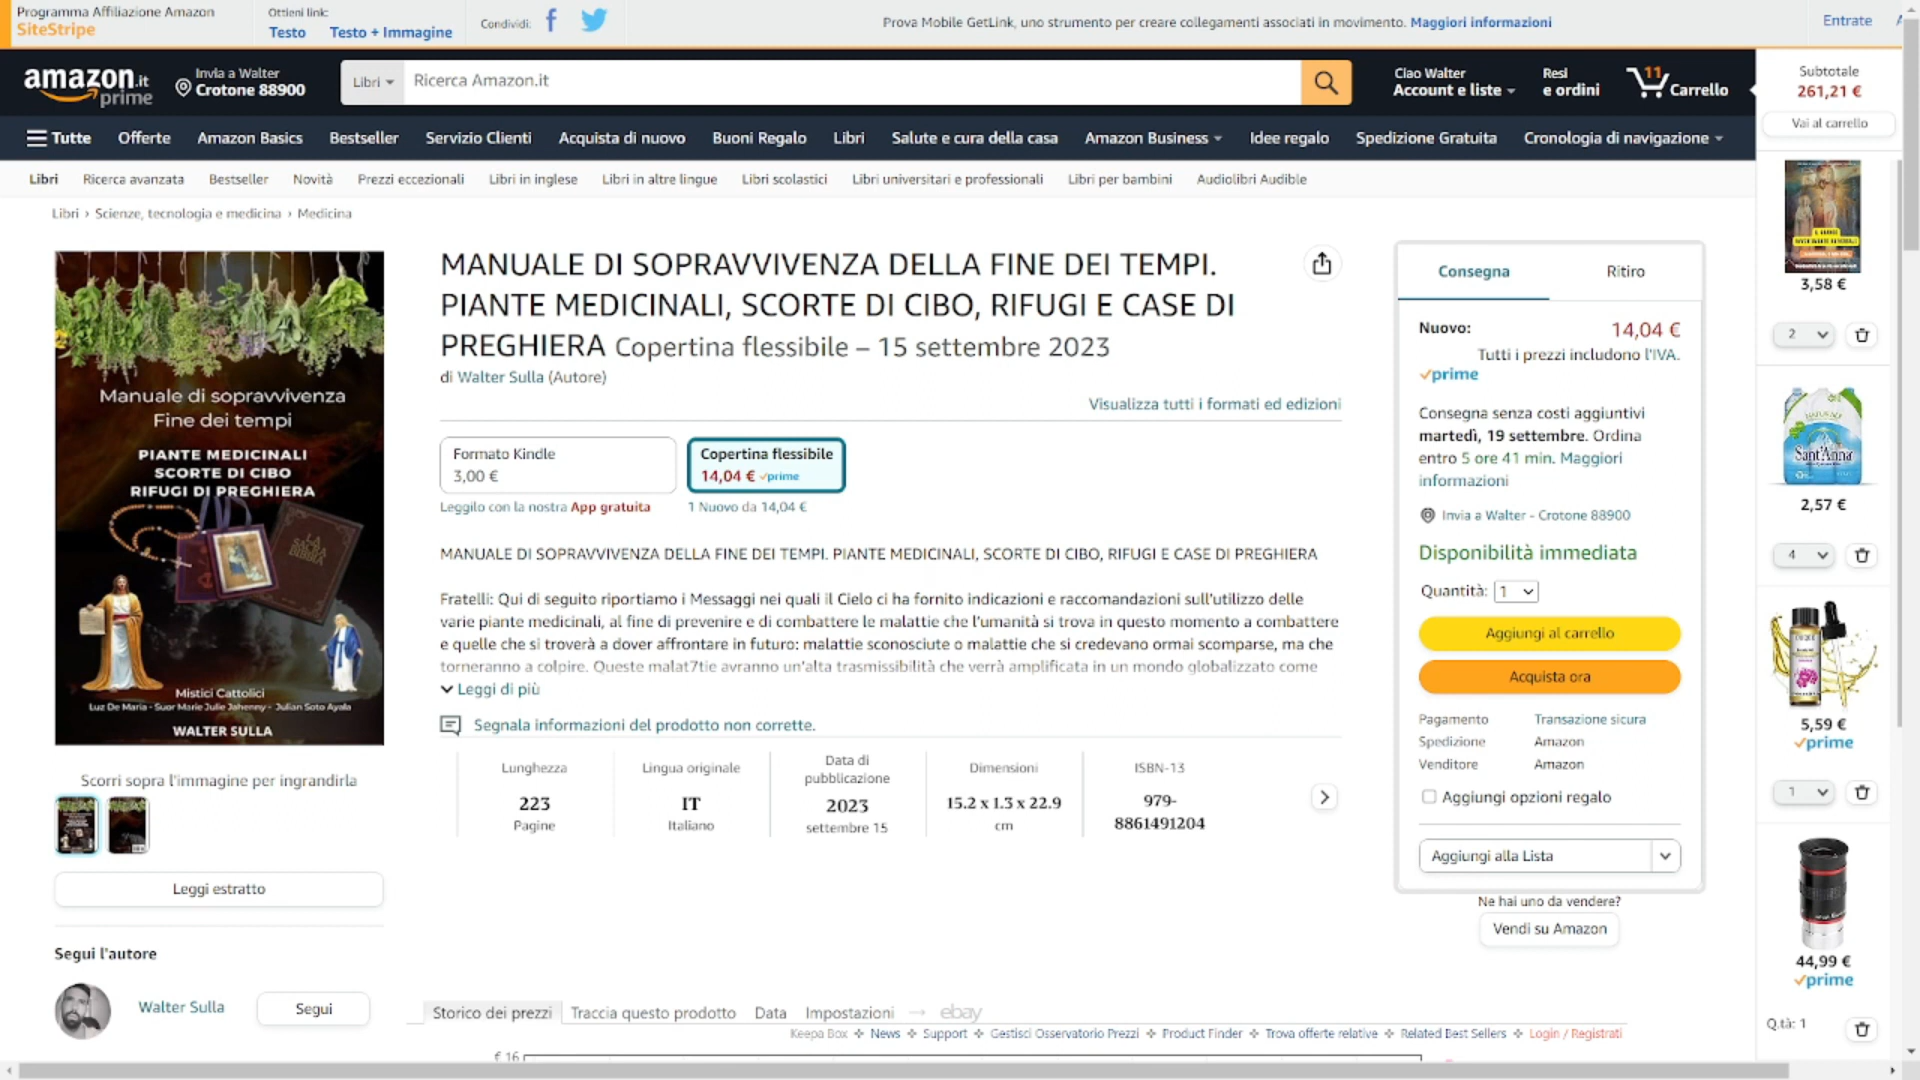 Programma Affiliazione Amazon
SiteStripe
Ottieni link:
Testo Testo + Immagine
Condividi:
Prova Mobile GetLink, uno strumento per creare collegamenti associati in movimento. Maggiori informazioni
Entrate
amazon.it
prime
Invia a Walter
Crotone 88900
Libri
Ricerca Amazon.it
Ciao Walter
Account e liste
Resi
e ordini
11
Carrello
Subtotale
261,21 €
Vai al carrello
Tutte Offerte Amazon Basics Bestseller Servizio Clienti Acquista di nuovo Buoni Regalo Libri Salute e cura della casa Amazon Business Idee regalo Spedizione Gratuita Cronologia di navigazione
Libri Ricerca avanzata Bestseller Novità Prezzi eccezionali Libri in inglese Libri in altre lingue Libri scolastici Libri universitari e professionali Libri per bambini Audiolibri Audible
Libri › Scienze, tecnologia e medicina › Medicina
Manuale di sopravvivenza
Fine dei tempi
PIANTE MEDICINALI
SCORTE DI CIBO
RIFUGI DI PREGHIERA
LA
SACRA
BIBBIA
Mistici Cattolici
Luz De Maria - Suor Marie Julie Jahenny - Julian Soto Ayala
WALTER SULLA
Scorri sopra l'immagine per ingrandirla
Leggi estratto
Segui l'autore
Walter Sulla
Segui
MANUALE DI SOPRAVVIVENZA DELLA FINE DEI TEMPI.
PIANTE MEDICINALI, SCORTE DI CIBO, RIFUGI E CASE DI
PREGHIERA Copertina flessibile – 15 settembre 2023
di Walter Sulla (Autore)
Visualizza tutti i formati ed edizioni
Formato Kindle
3,00 €
Leggilo con la nostra App gratuita
Copertina flessibile
14,04 € prime
1 Nuovo da 14,04 €
MANUALE DI SOPRAVVIVENZA DELLA FINE DEI TEMPI. PIANTE MEDICINALI, SCORTE DI CIBO, RIFUGI E CASE DI PREGHIERA
Fratelli: Qui di seguito riportiamo i Messaggi nei quali il Cielo ci ha fornito indicazioni e raccomandazioni sull'utilizzo delle
varie piante medicinali, al fine di prevenire e di combattere le malattie che l'umanità si trova in questo momento a combattere
e quelle che si troverà a dover affrontare in futuro: malattie sconosciute o malattie che si credevano ormai scomparse, ma che
torneranno a colpire. Queste malat7tie avranno un'alta trasmissibilità che verrà amplificata in un mondo globalizzato come
Leggi di più
Segnala informazioni del prodotto non corrette.
Lunghezza
223
Pagine
Lingua originale
IT
Italiano
Data di
pubblicazione
2023
settembre 15
Dimensioni
15.2 x 1.3 x 22.9
cm
ISBN-13
979-
8861491204
Storico dei prezzi Traccia questo prodotto Data Impostazioni → ebay
Keepa Box News Support Gestisci Osservatorio Prezzi Product Finder Trova offerte relative Related Best Sellers Login / Registrati
€ 16
Consegna
Ritiro
Nuovo: 14,04 €
Tutti i prezzi includono l'IVA.
prime
Consegna senza costi aggiuntivi
martedì, 19 settembre. Ordina
entro 5 ore 41 min. Maggiori
informazioni
Invia a Walter - Crotone 88900
Disponibilità immediata
Quantità: 1
Aggiungi al carrello
Acquista ora
Pagamento Transazione sicura
Spedizione Amazon
Venditore Amazon
Aggiungi opzioni regalo
Aggiungi alla Lista
Ne hai uno da vendere?
Vendi su Amazon
3,58 €
2
Sant'Anna
2,57 €
4
5,59 €
prime
1
44,99 €
prime
Q.tà: 1